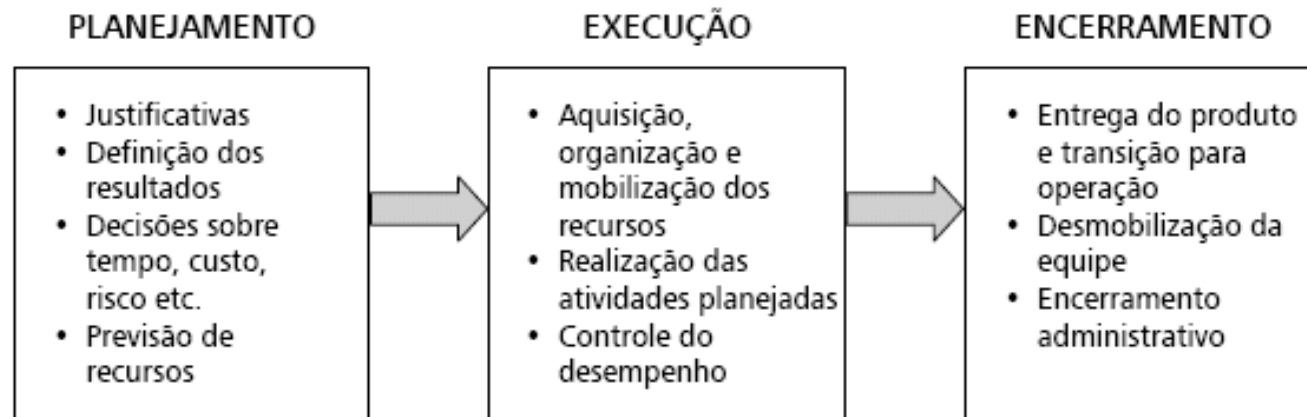 PLANEJAMENTO
• Justificativas
• Definição dos
resultados
• Decisões sobre
tempo, custo,
risco etc.
• Previsão de
recursos
EXECUÇÃO
• Aquisição,
organização e
mobilização dos
recursos
• Realização das
atividades planejadas
• Controle do
desempenho
ENCERRAMENTO
• Entrega do produto
e transição para
operação
• Desmobilização da
equipe
• Encerramento
administrativo